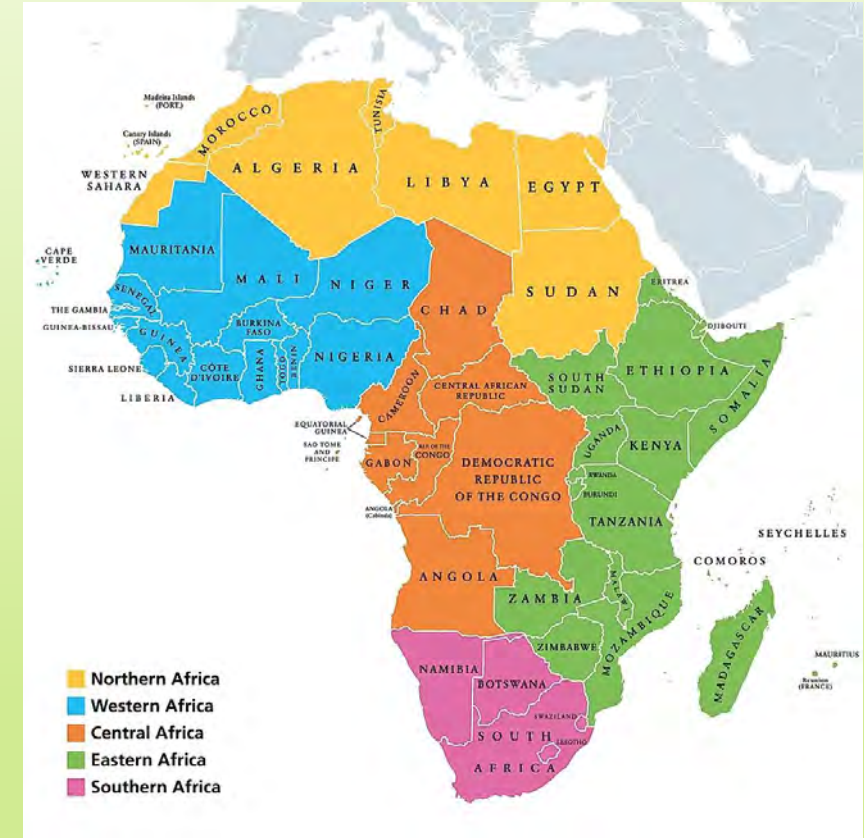 Madeira Islands
(PORT.)
Canary Islands
(SPAIN)
MOROCCO
TUNISIA
ALGERIA
LIBYA
EGYPT
WESTERN
SAHARA
CAPE
VERDE
MAURITANIA
MALI
NIGER
CHAD
SUDAN
ERITREA
SENEGAL
THE GAMBIA
GUINEA-BISSAU
GUINEA
BURKINA
FASO
DJIBOUTI
SIERRA LEONE
LIBERIA
CÔTE
D'IVOIRE
GHANA
TOGO
BENIN
NIGERIA
CAMEROON
CENTRAL AFRICAN
REPUBLIC
SOUTH
SUDAN
ETHIOPIA
SOMALIA
EQUATORIAL
GUINEA
SAO TOME
AND
PRINCIPE
GABON
REP. OF THE
CONGO
DEMOCRATIC
REPUBLIC
OF THE CONGO
UGANDA
KENYA
RWANDA
BURUNDI
TANZANIA
ANGOLA
(Cabinda)
SEYCHELLES
COMOROS
ANGOLA
ZAMBIA
MALAWI
MOZAMBIQUE
ZIMBABWE
MADAGASCAR
MAURITIUS
Reunion
(FRANCE)
NAMIBIA
BOTSWANA
SWAZILAND
LESOTHO
SOUTH
AFRICA
Northern Africa
Western Africa
Central Africa
Eastern Africa
Southern Africa